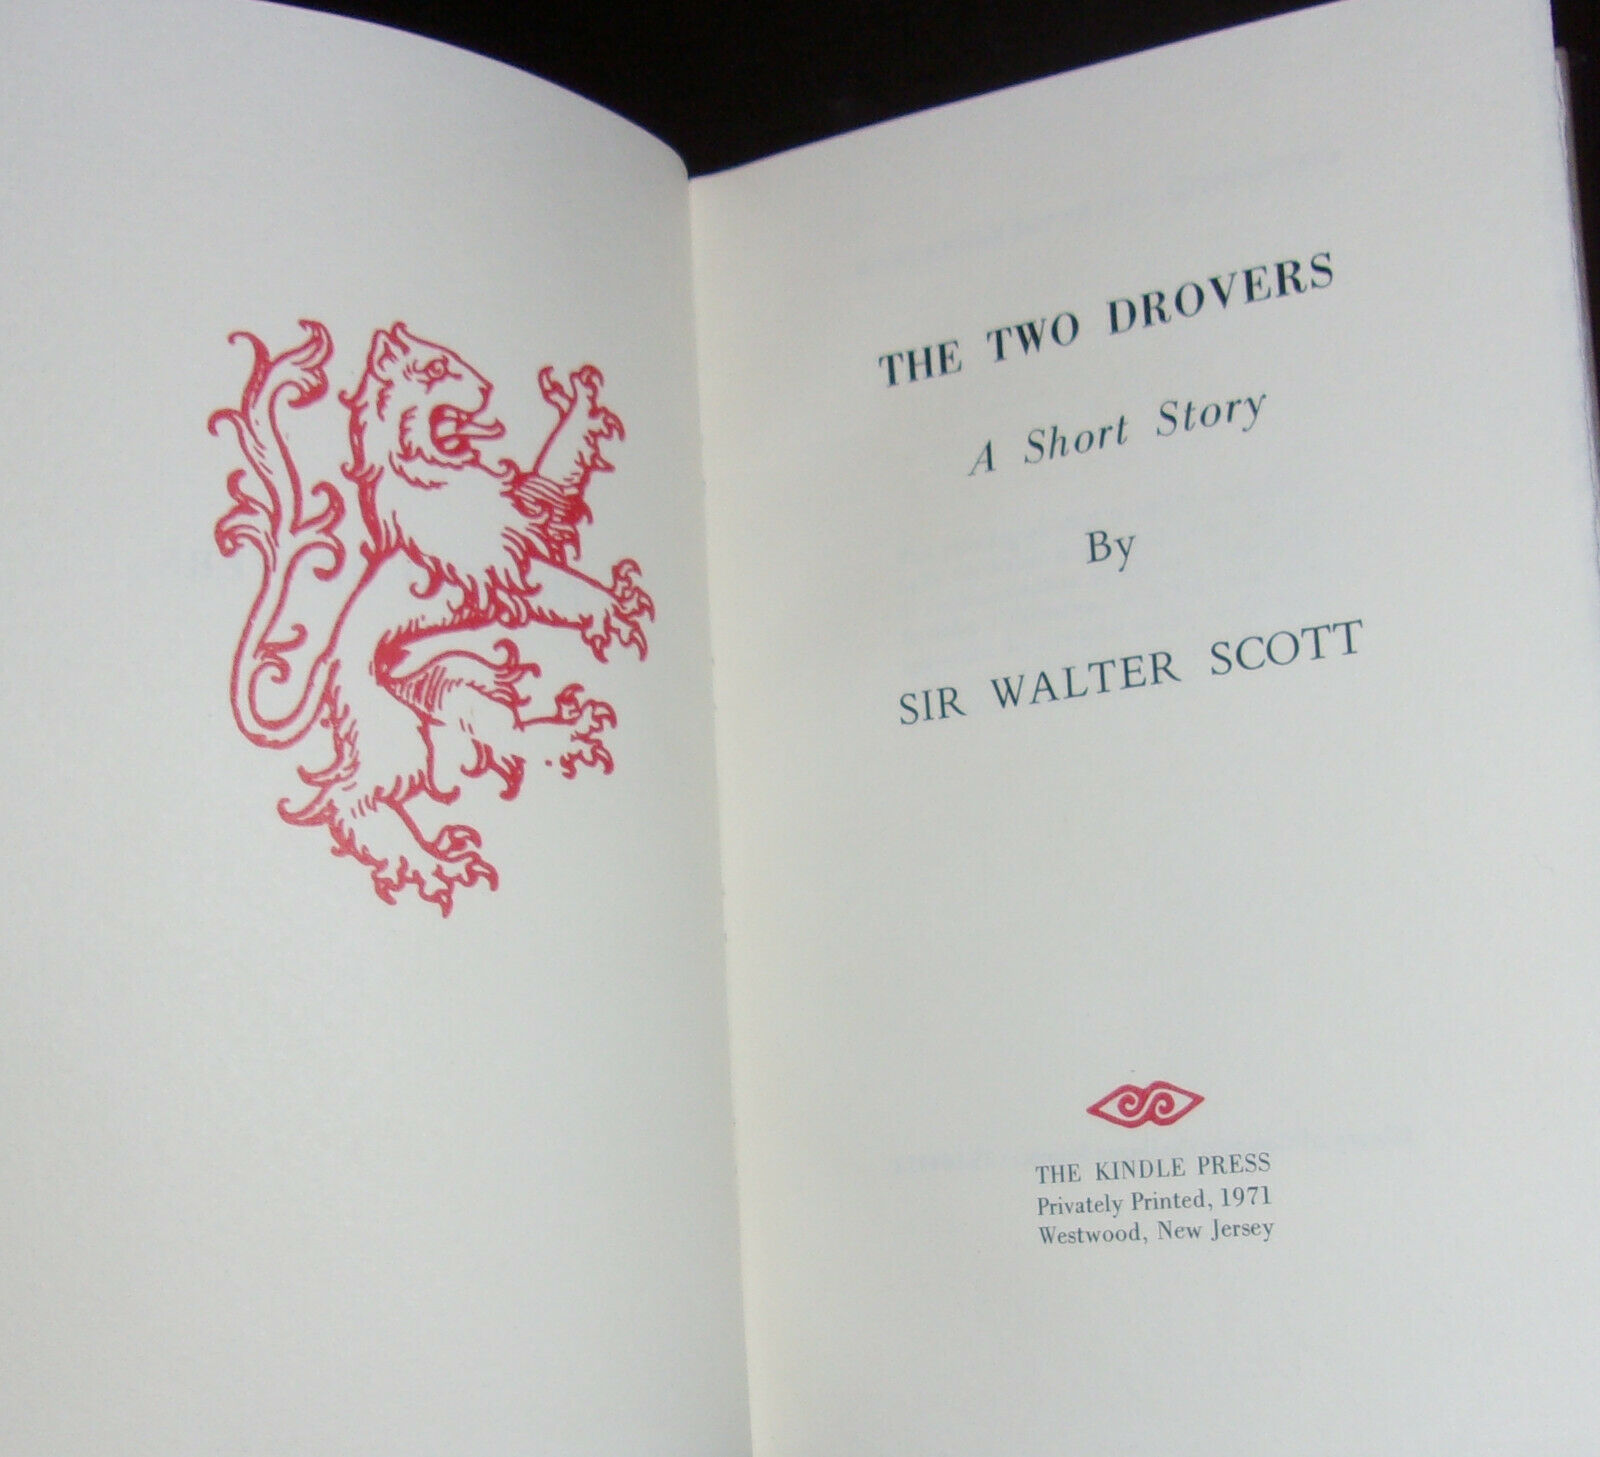 THE TWO DROVERS
A Short Story
By
SIR WALTER SCOTT
THE KINDLE PRESS
Privately Printed, 1971
Westwood, New Jersey